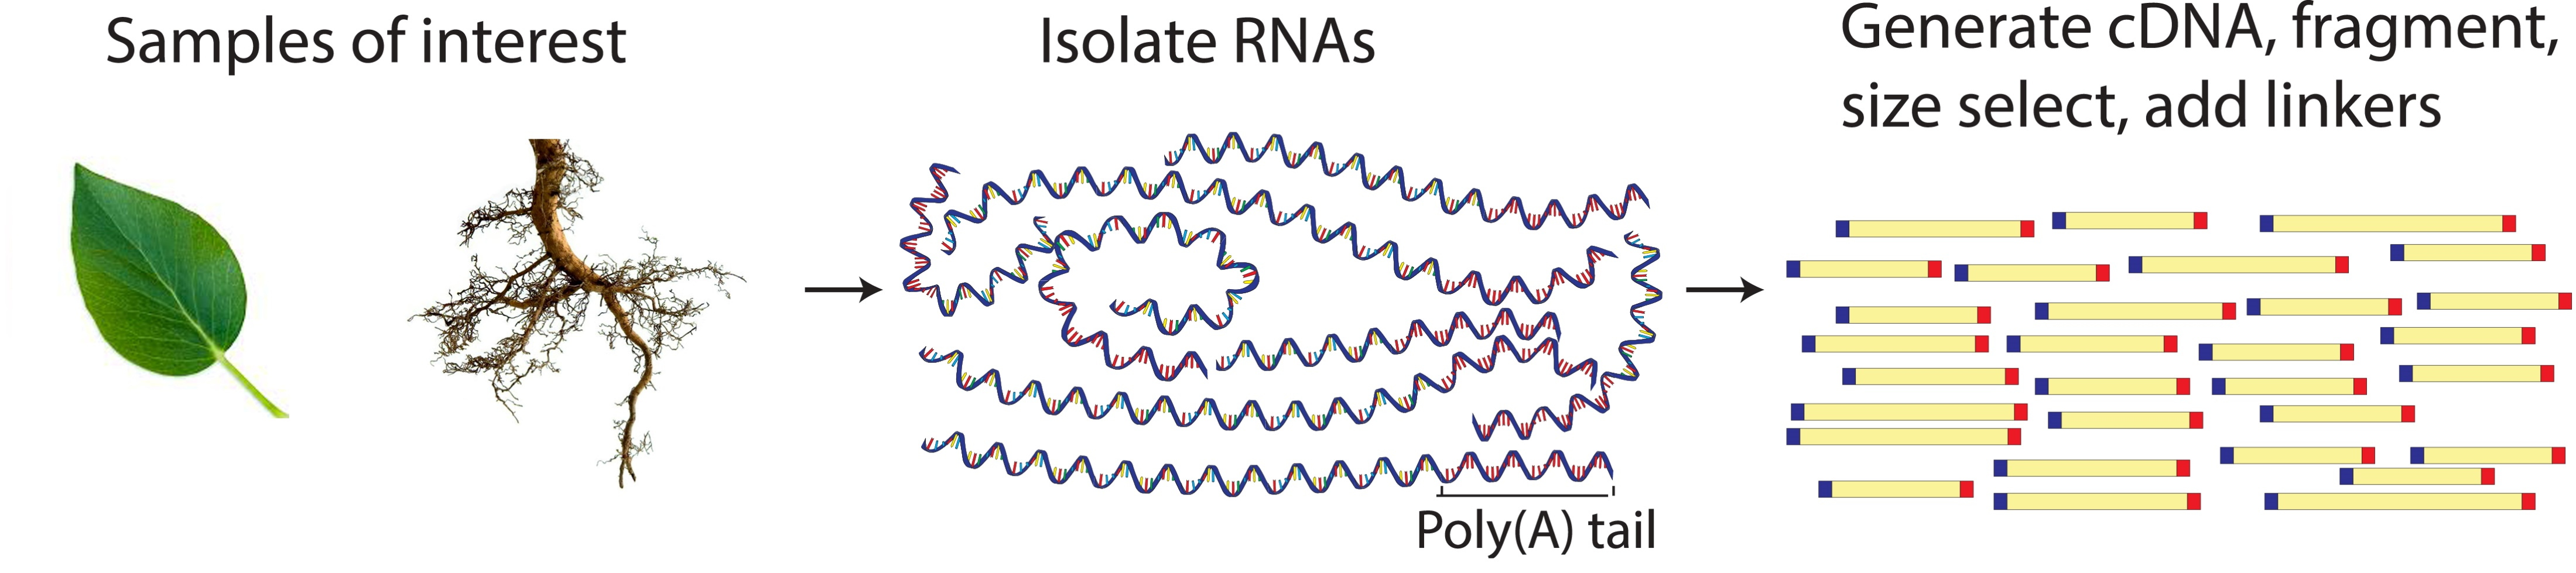 Samples of interest
Isolate RNAs
Generate cDNA, fragment,
size select, add linkers
Poly(A) tail